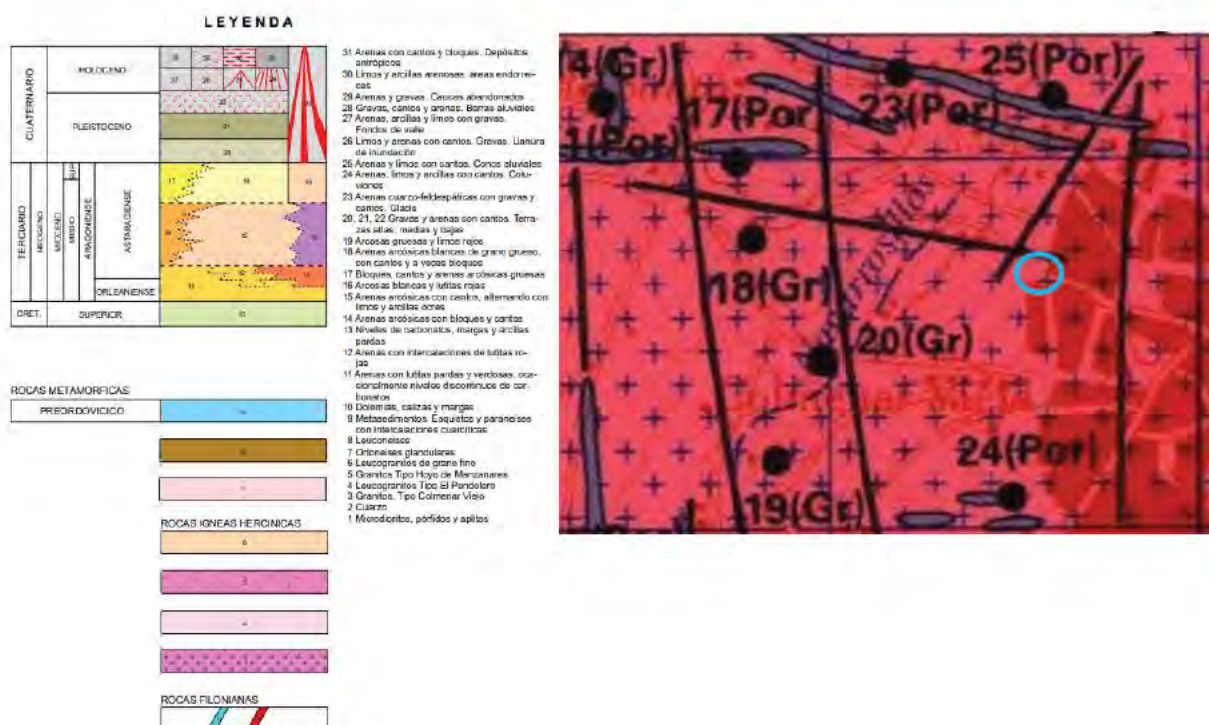 LEYENDA
CUATERNARIO
HOLOCENO
PLEISTOCENO
TERCIARIO
NEOGENO
MIOCENO
MEDIO
SUP.
ARAGONIENSE
ASTARACIENSE
ORLEANIENSE
CRET.
SUPERIOR
31 Arenas con cantos y bloques. Depósitos
antrópicos
30 Limos y arcillas arenosas, areas endorrei-
cas
29 Arenas y gravas. Cauces abandonados
28 Gravas, cantos y arenas. Barras aluviales
27 Arenas, arcillas y limos con gravas.
Fondos de valle
26 Limos y arenas con cantos. Gravas. Llanura
de inundación
25 Arenas y limos con cantos. Conos aluviales
24 Arenas, limos y arcillas con cantos. Colu-
viones
23 Arenas cuarzo-feldespáticas con gravas y
cantos. Glacis
20, 21, 22 Gravas y arenas con cantos. Terra-
zas altas, medias y bajas
19 Arcosas gruesas y limos rojos
18 Arenas arcósicas blancas de grano grueso,
con cantos y a veces bloques
17 Bloques, cantos y arenas arcósicas gruesas
16 Arcosas blancas y lutitas rojas
15 Arenas arcósicas con cantos, alternando con
limos y arcillas ocres
14 Arenas arcósicas con bloques y cantos
13 Niveles de carbonatos, margas y arcillas
pardas
12 Arenas con intercalaciones de lutitas ro-
jas
11 Arenas con lutitas pardas y verdosas, oca-
sionalmente niveles discontinuos de car-
bonatos
10 Dolomias, calizas y margas
9 Metasedimentos. Esquistos y paraneises
con intercalaciones cuarcíticas
8 Leuconeises
7 Ortoneises glandulares
6 Leucogranitos de grano fino
5 Granitos Tipo Hoyo de Manzanares
4 Leucogranitos Tipo El Pendolero
3 Granitos. Tipo Colmenar Viejo
2 Cuarzo
1 Microdioritas, pórfidos y aplitas
ROCAS METAMORFICAS
PREORDOVICICO
ROCAS IGNEAS HERCINICAS
ROCAS FILONIANAS
4(Gr)
25(Por)
17(Por)
23(Por)
1(Por)
18(Gr)
20(Gr)
24(Por)
19(Gr)